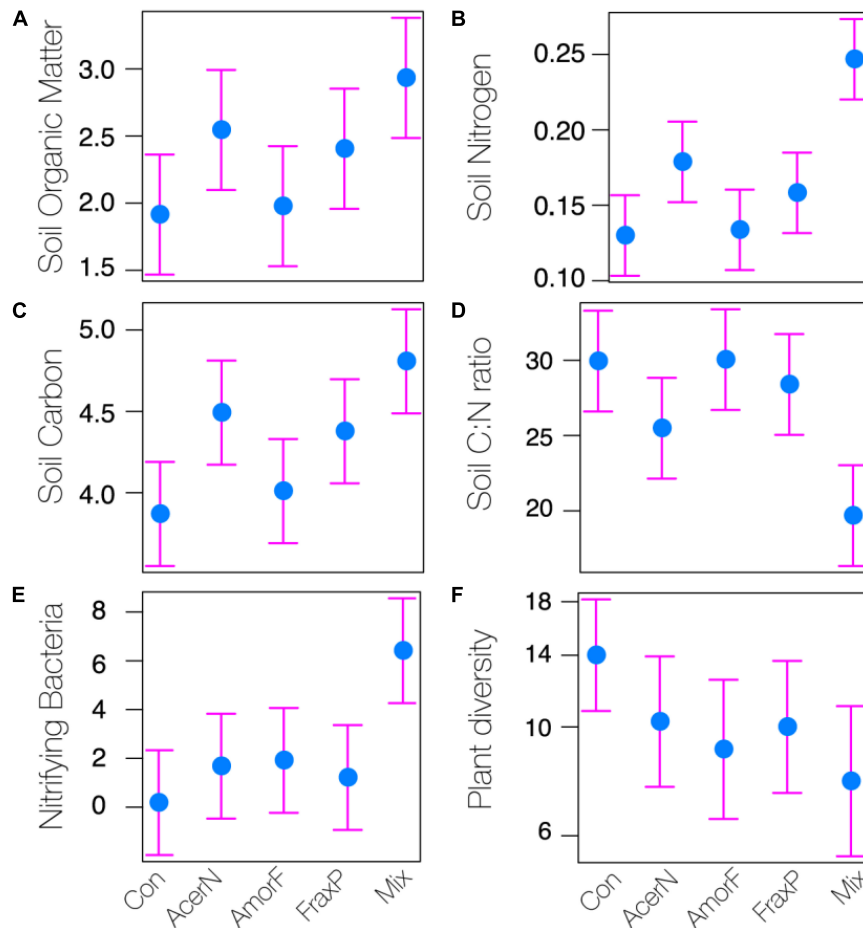 A
Soil Organic Matter
3.0
2.5
2.0
1.5
B
Soil Nitrogen
0.25
0.20
0.15
0.10
C
Soil Carbon
5.0
4.5
4.0
D
Soil C:N ratio
30
25
20
E
Nitrifying Bacteria
8
6
4
2
0
Con
AcerN
AmorF
FraxP
Mix
F
Plant diversity
18
14
10
6
Con
AcerN
AmorF
FraxP
Mix